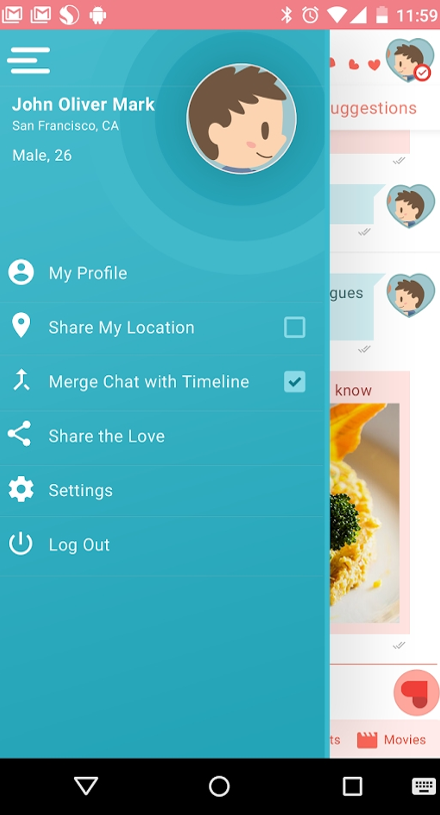 11:59
John Oliver Mark
San Francisco, CA
Male, 26
My Profile
Share My Location
Merge Chat with Timeline
Share the Love
Settings
Log Out
uggestions
gues
know
ts
Movies